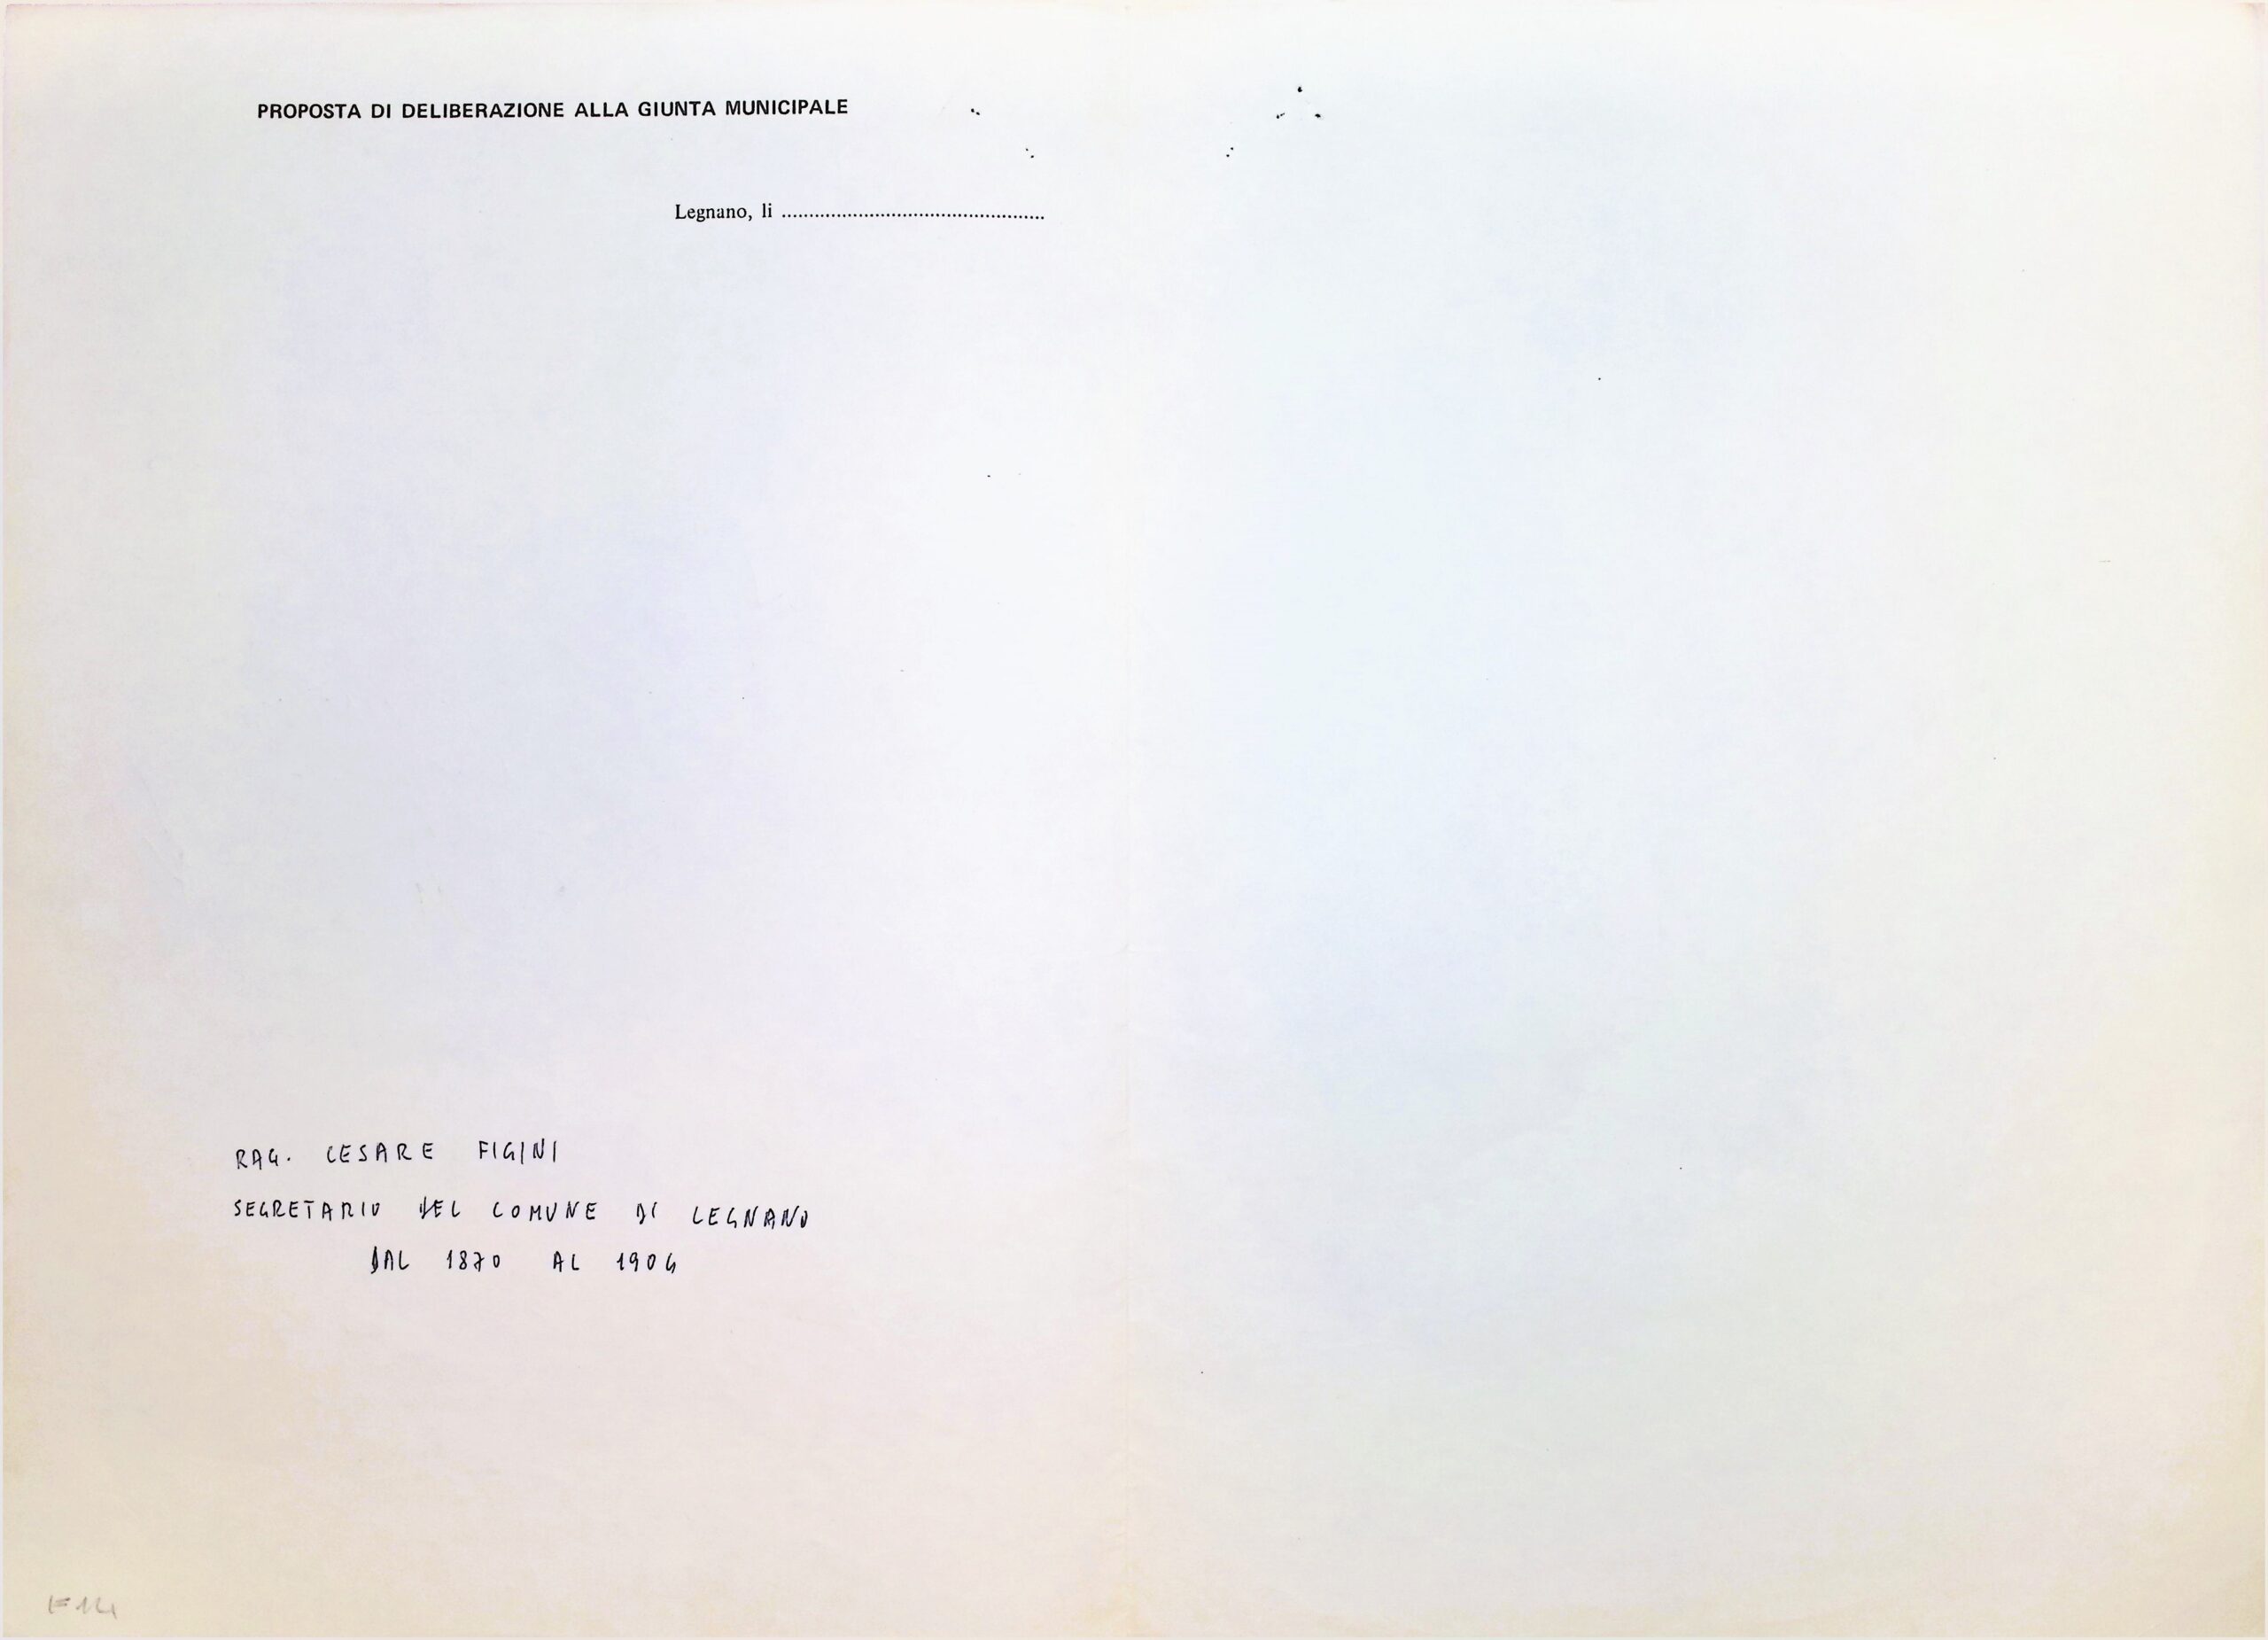 PROPOSTA DI DELIBERAZIONE ALLA GIUNTA MUNICIPALE
Legnano, li ................................................
RAG. CESARE FIGINI
SEGRETARIO DEL COMUNE DI LEGNANO
DAL 1870 AL 1904